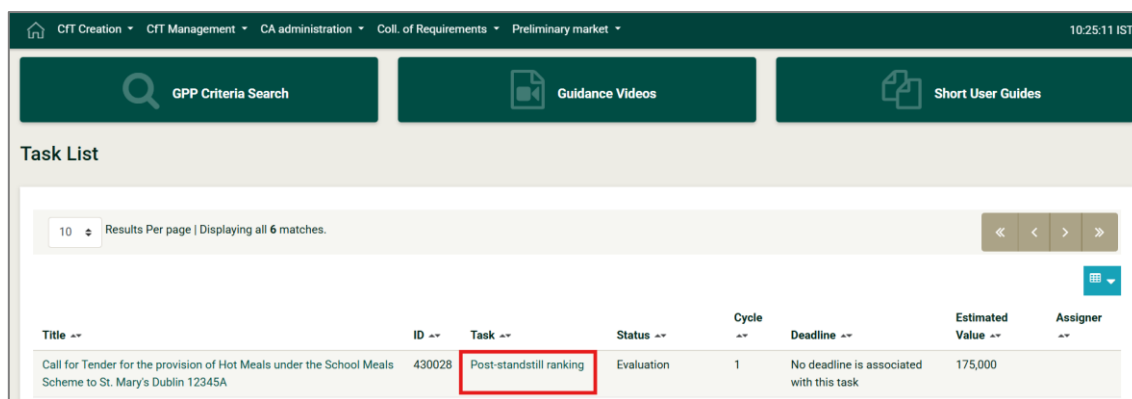 CfT Creation CfT Management CA administration Coll. of Requirements Preliminary market 10:25:11 IST
GPP Criteria Search Guidance Videos Short User Guides
Task List
10 Results Per page | Displaying all 6 matches.
« < > »
Title ID Task Status Cycle Deadline Estimated Value Assigner
Call for Tender for the provision of Hot Meals under the School Meals 430028 Post-standstill ranking Evaluation 1 No deadline is associated 175,000
Scheme to St. Mary's Dublin 12345A with this task